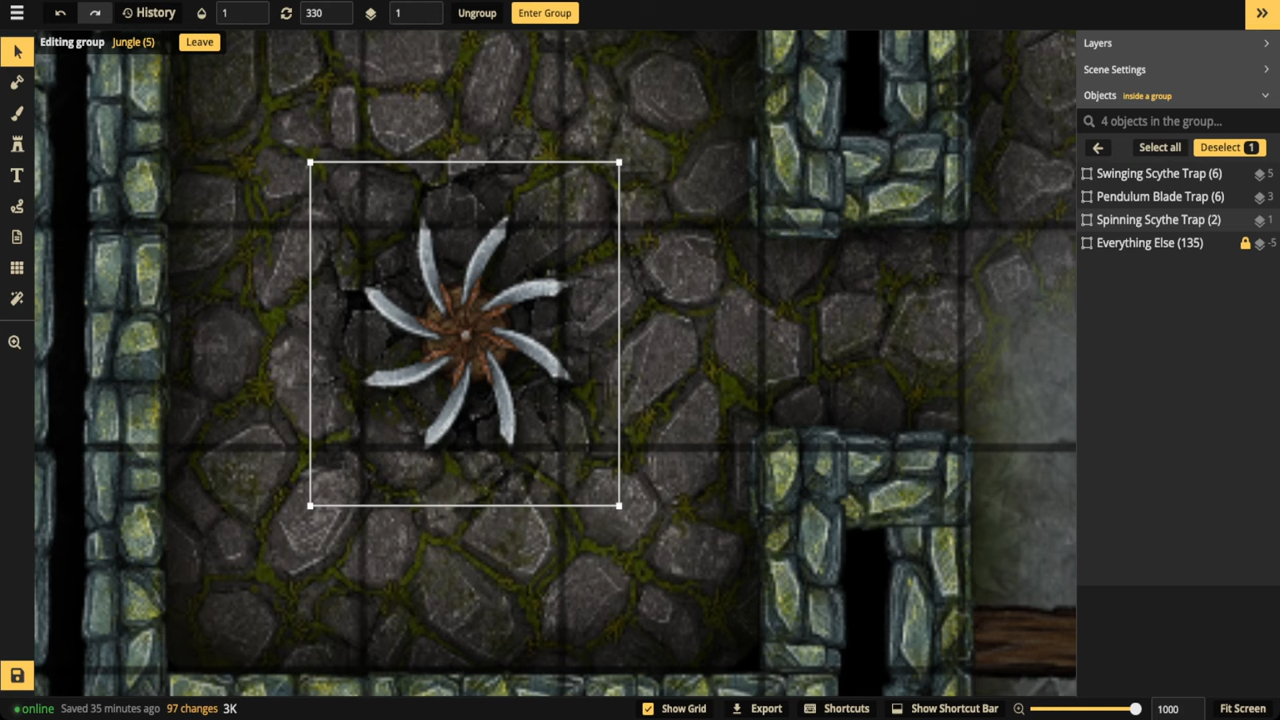 History 1 330 1 Ungroup Enter Group
Editing group Jungle (5) Leave
Layers
Scene Settings
Objects inside a group
4 objects in the group...
Select all Deselect 1
Swinging Scythe Trap (6) 5
Pendulum Blade Trap (6) 3
Spinning Scythe Trap (2) 1
Everything Else (135) -5
online Saved 35 minutes ago 97 changes 3K Show Grid Export Shortcuts Show Shortcut Bar 1000 Fit Screen